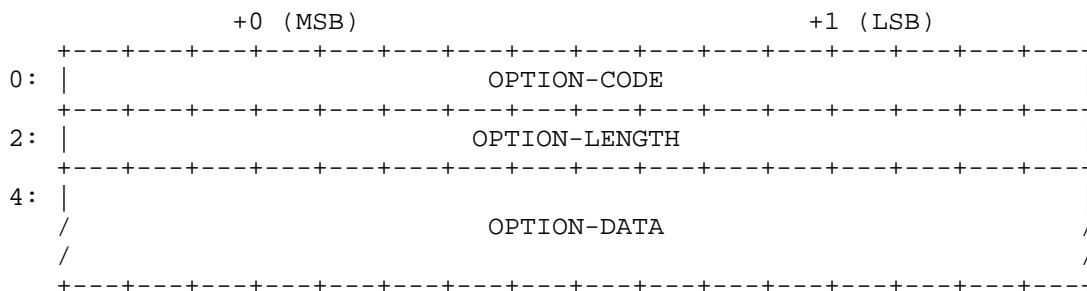 +0 (MSB) +1 (LSB)
+---+---+---+---+---+---+---+---+---+---+---+---+---+---+---+----
0: | OPTION-CODE
+---+---+---+---+---+---+---+---+---+---+---+---+---+---+---+----
2: | OPTION-LENGTH
+---+---+---+---+---+---+---+---+---+---+---+---+---+---+---+----
4: |
/ OPTION-DATA /
/ /
+---+---+---+---+---+---+---+---+---+---+---+---+---+---+---+----